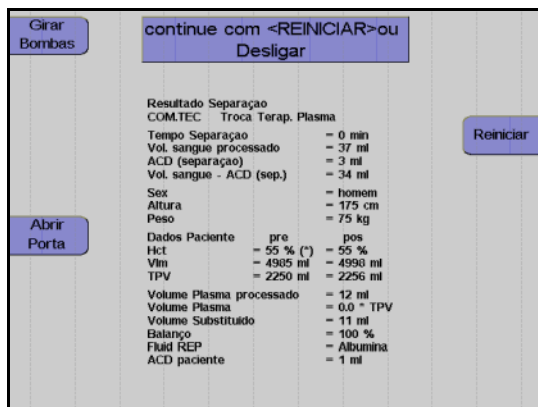 Girar
Bombas
continue com <REINICIAR>ou
Desligar
Reiniciar
Abrir
Porta
Resultado Separaçao
COM.TEC Troca Terap. Plasma
Tempo Separaçao = 0 min
Vol. sangue processado = 37 ml
ACD (separaçao) = 3 ml
Vol. sangue - ACD (sep.) = 34 ml
Sex = homem
Altura = 175 cm
Peso = 75 kg
Dados Paciente pre pos
Hct = 55 % (*) = 55 %
Vlm = 4985 ml = 4998 ml
TPV = 2250 ml = 2256 ml
Volume Plasma processado = 12 ml
Volume Plasma = 0.0 * TPV
Volume Substituido = 11 ml
Balanço = 100 %
Fluid REP = Albumina
ACD paciente = 1 ml